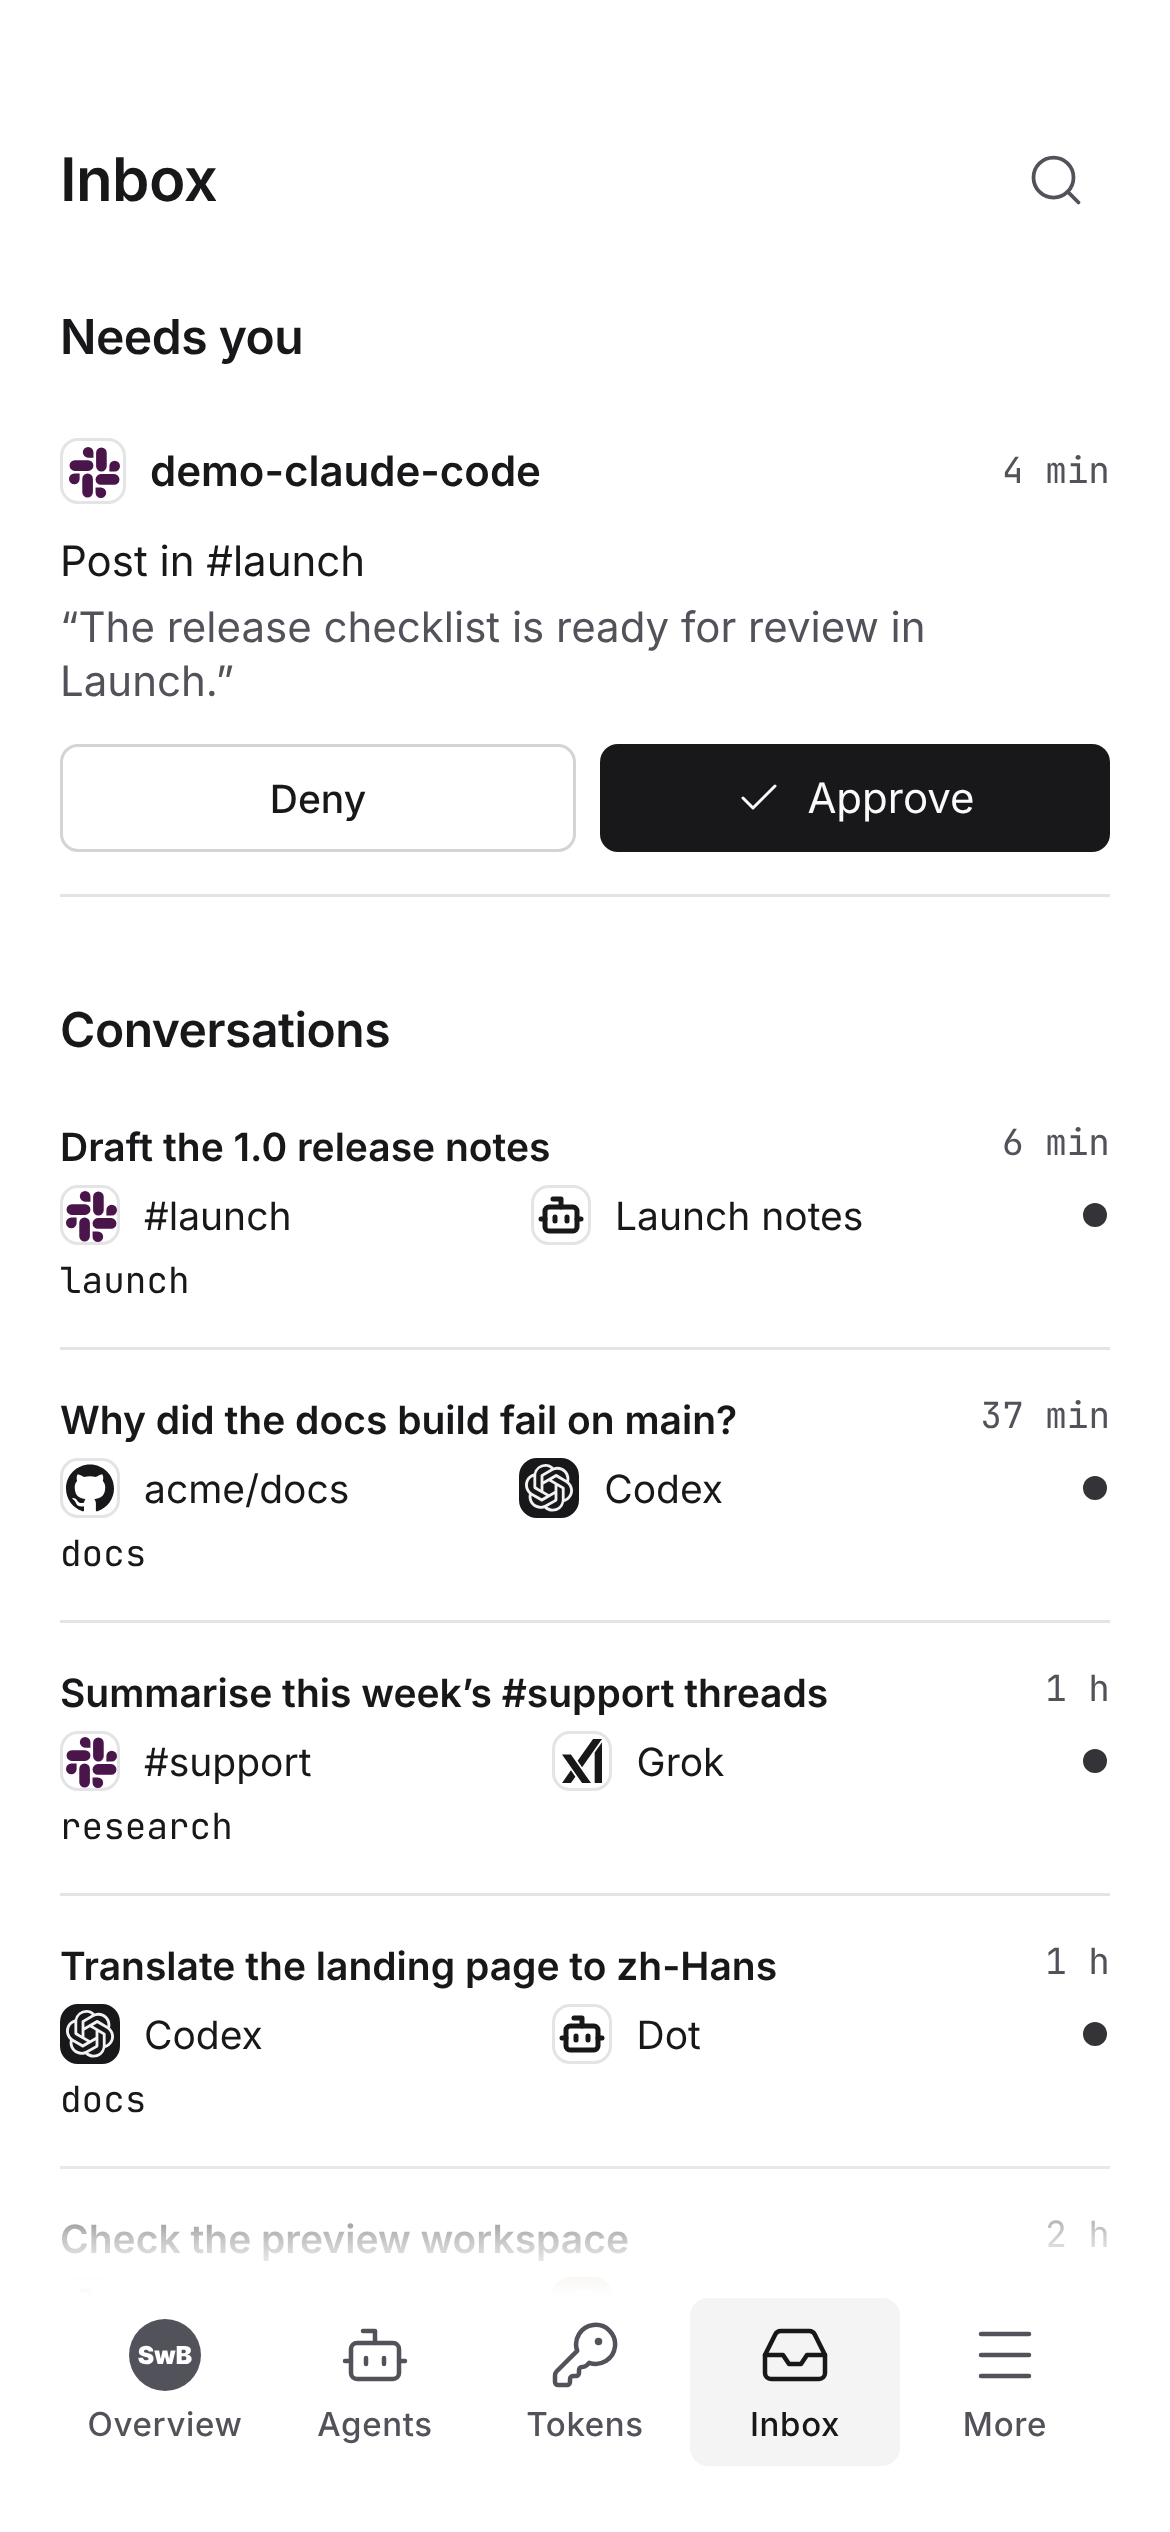 Inbox
Needs you
demo-claude-code
4 min
Post in #launch
“The release checklist is ready for review in
Launch.”
Deny
Approve
Conversations
Draft the 1.0 release notes
6 min
#launch
Launch notes
launch
Why did the docs build fail on main?
37 min
acme/docs
Codex
docs
Summarise this week’s #support threads
1 h
#support
Grok
research
Translate the landing page to zh-Hans
1 h
Codex
Dot
docs
Check the preview workspace
2 h
SwB
Overview
Agents
Tokens
Inbox
More